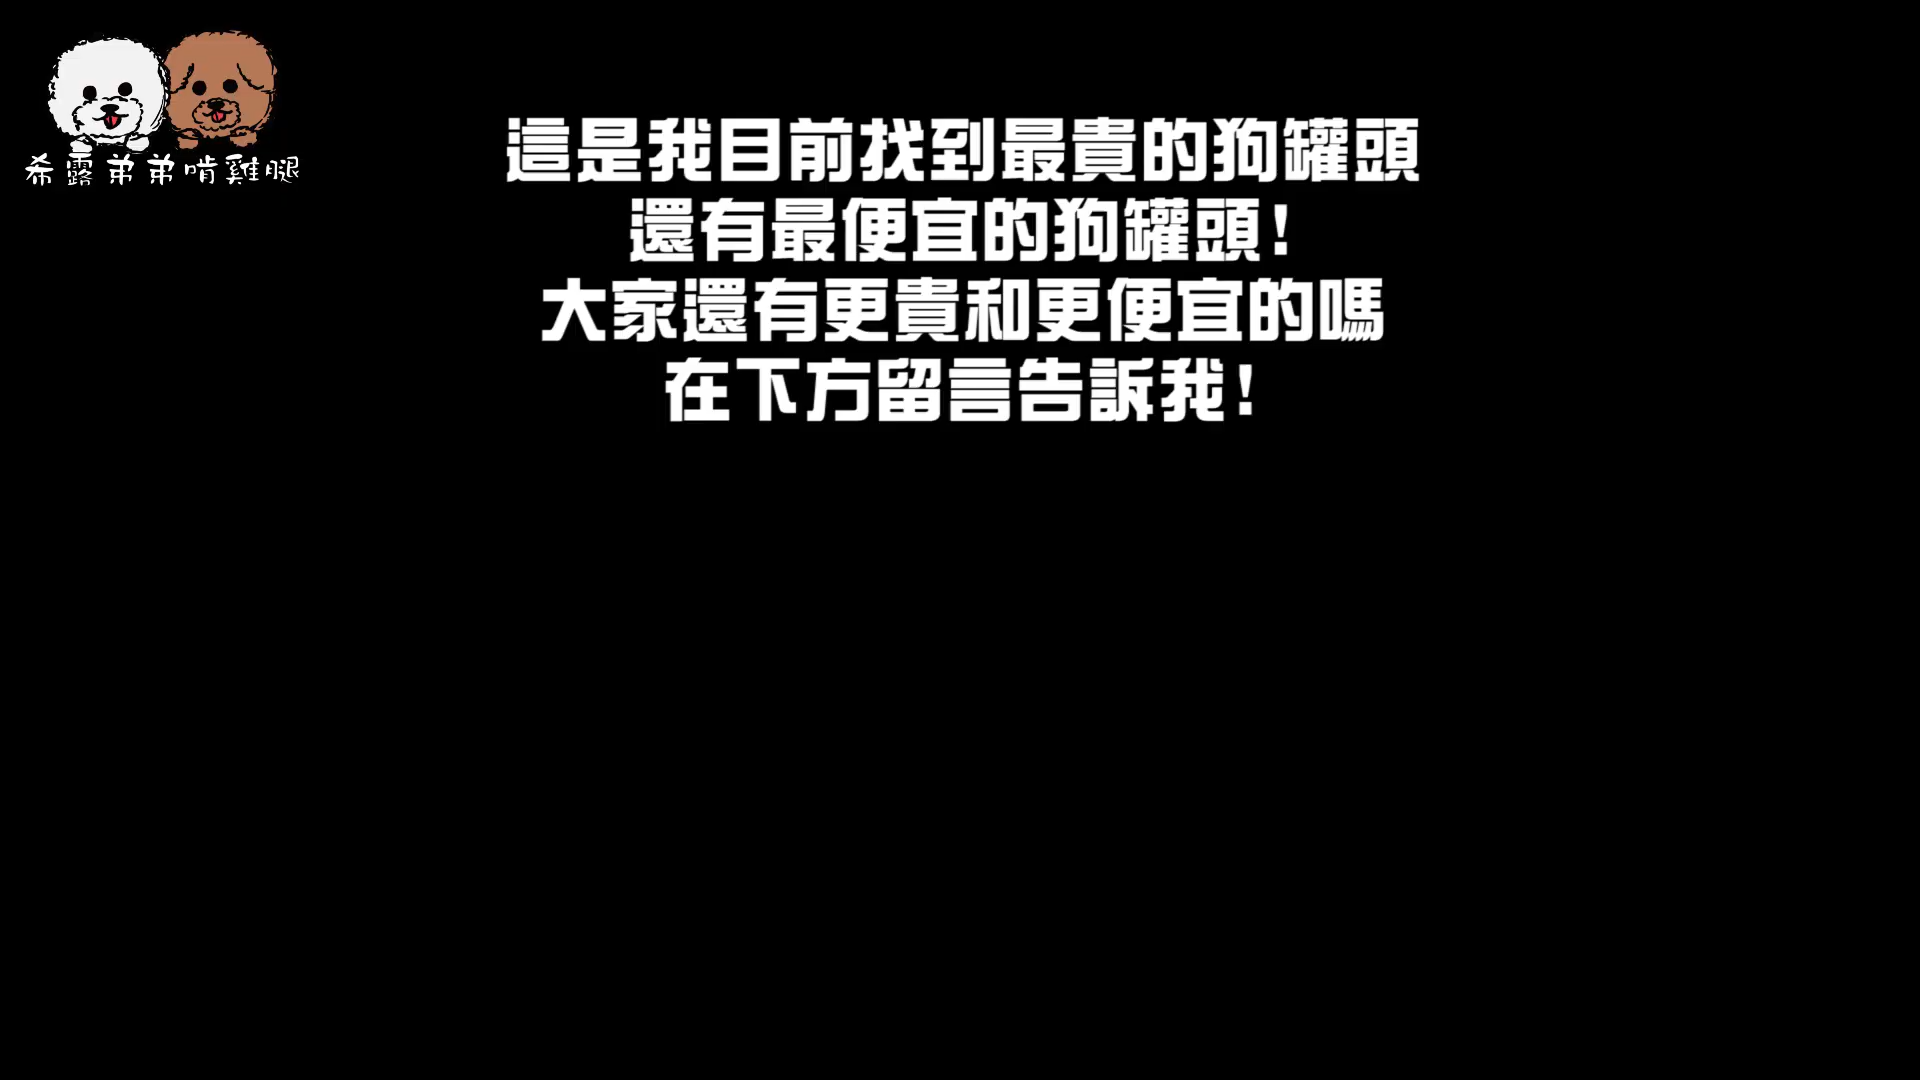 希露弟弟啃雞腿
這是我目前找到最貴的狗罐頭
還有最便宜的狗罐頭!
大家還有更貴和更便宜的嗎
在下方留言告訴我!